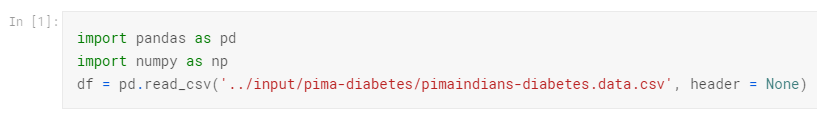 In [1]:
import pandas as pd
import numpy as np
df = pd.read_csv('../input/pima-diabetes/pimaindians-diabetes.data.csv', header = None)